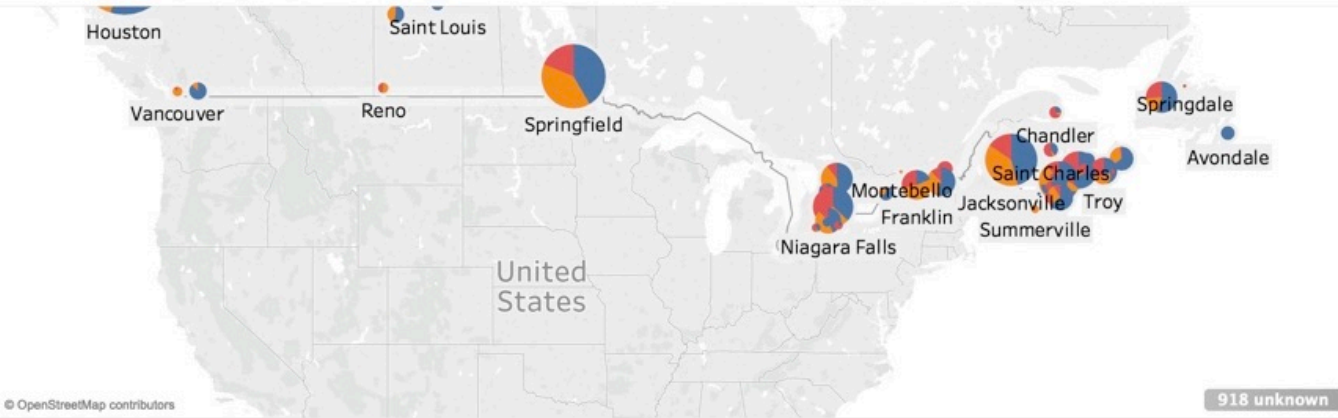 Houston
Saint Louis
Vancouver
Reno
Springfield
Springdale
Chandler
Avondale
Saint Charles
Montebello
Jacksonville
Troy
Franklin
Summerville
Niagara Falls
United
States
© OpenStreetMap contributors
918 unknown